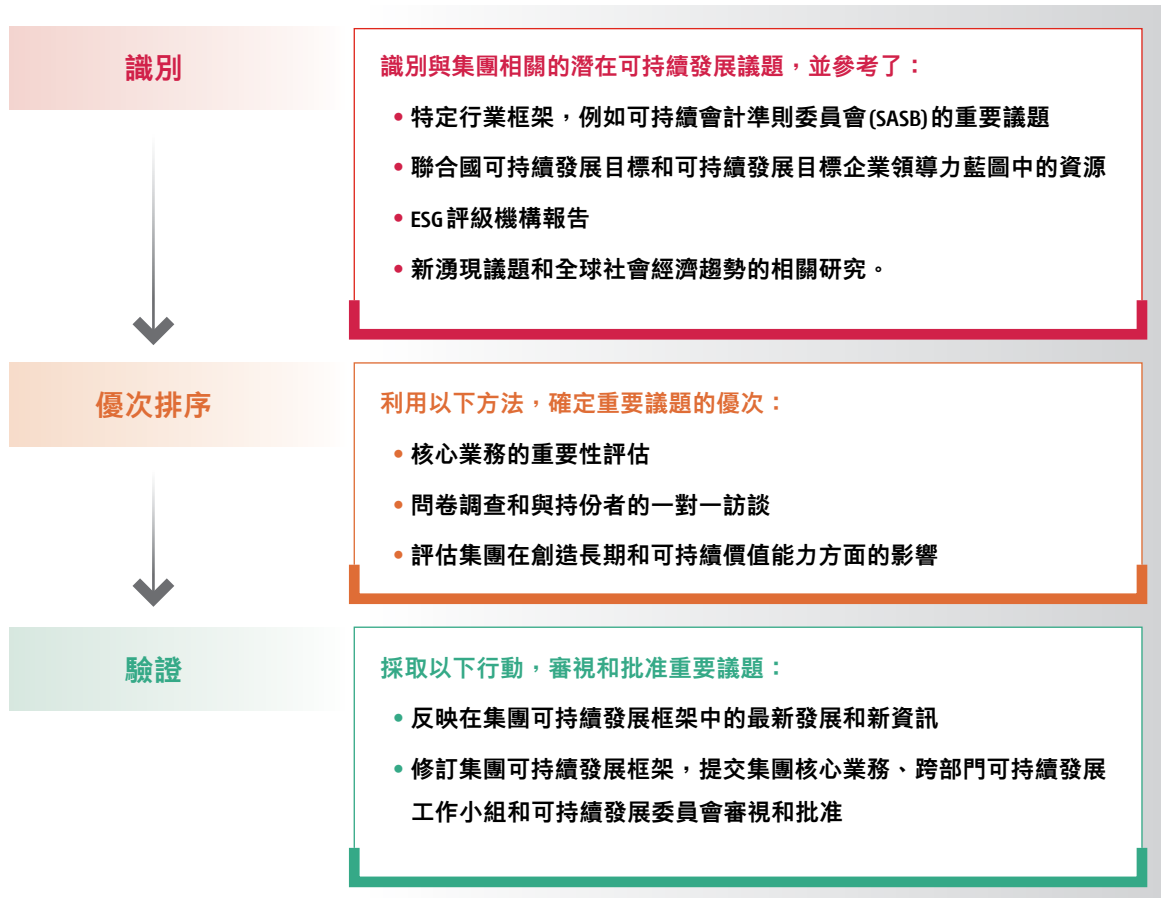 識別
識別與集團相關的潛在可持續發展議題，並參考了：
•特定行業框架，例如可持續會計準則委員會(SASB)的重要議題
•聯合國可持續發展目標和可持續發展目標企業領導力藍圖中的資源
•ESG評級機構報告
•新湧現議題和全球社會經濟趨勢的相關研究。
優次排序
利用以下方法，確定重要議題的優次：
•核心業務的重要性評估
•問卷調查和與持份者的一對一訪談
•評估集團在創造長期和可持續價值能力方面的影響
驗證
採取以下行動，審視和批准重要議題：
•反映在集團可持續發展框架中的最新發展和新資訊
•修訂集團可持續發展框架，提交集團核心業務、跨部門可持續發展
工作小組和可持續發展委員會審視和批准